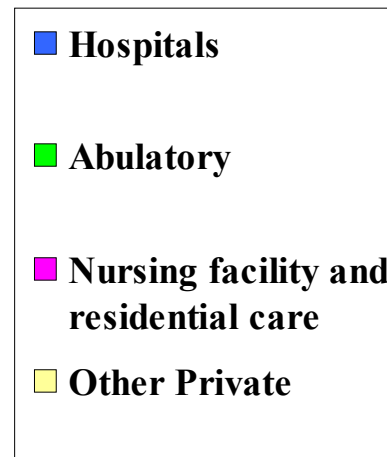 Hospitals
Abulatory
Nursing facility and
residential care
Other Private